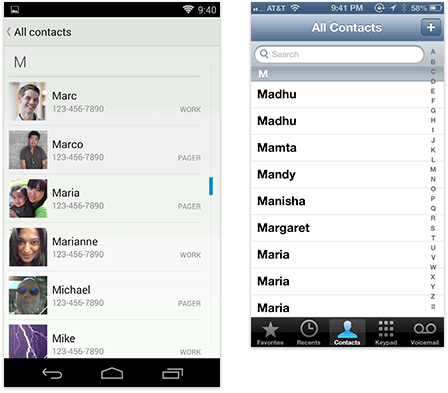 9:40
All contacts
M
Marc
123-456-7890 WORK
Marco
123-456-7890 PAGER
Maria
123-456-7890 PAGER
Marianne
123-456-7890 WORK
Michael
123-456-7890 PAGER
Mike
123-456-7890 WORK
AT&T 9:41 PM 58%
All Contacts +
Search
M
Madhu
Madhu
Mamta
Mandy
Manisha
Margaret
Maria
Maria
Maria
A
B
C
D
E
F
G
H
I
J
K
L
M
N
O
P
Q
R
S
T
U
V
W
X
Y
Z
#
Favorites Recents Contacts Keypad Voicemail